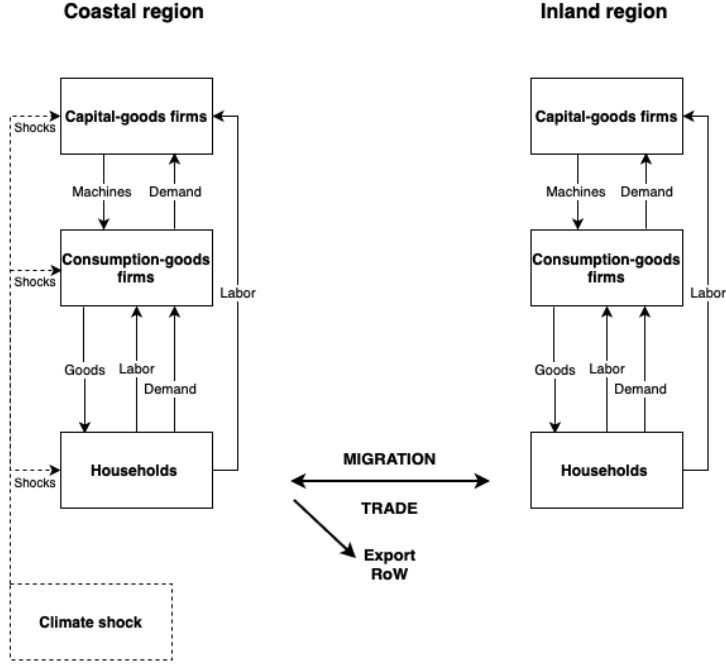 Coastal region
Inland region
Capital-goods firms
Capital-goods firms
Shocks
Machines
Demand
Machines
Demand
Consumption-goods
firms
Consumption-goods
firms
Shocks
Labor
Labor
Goods
Labor
Demand
Goods
Labor
Demand
Households
Households
Shocks
MIGRATION
TRADE
Export
RoW
Climate shock